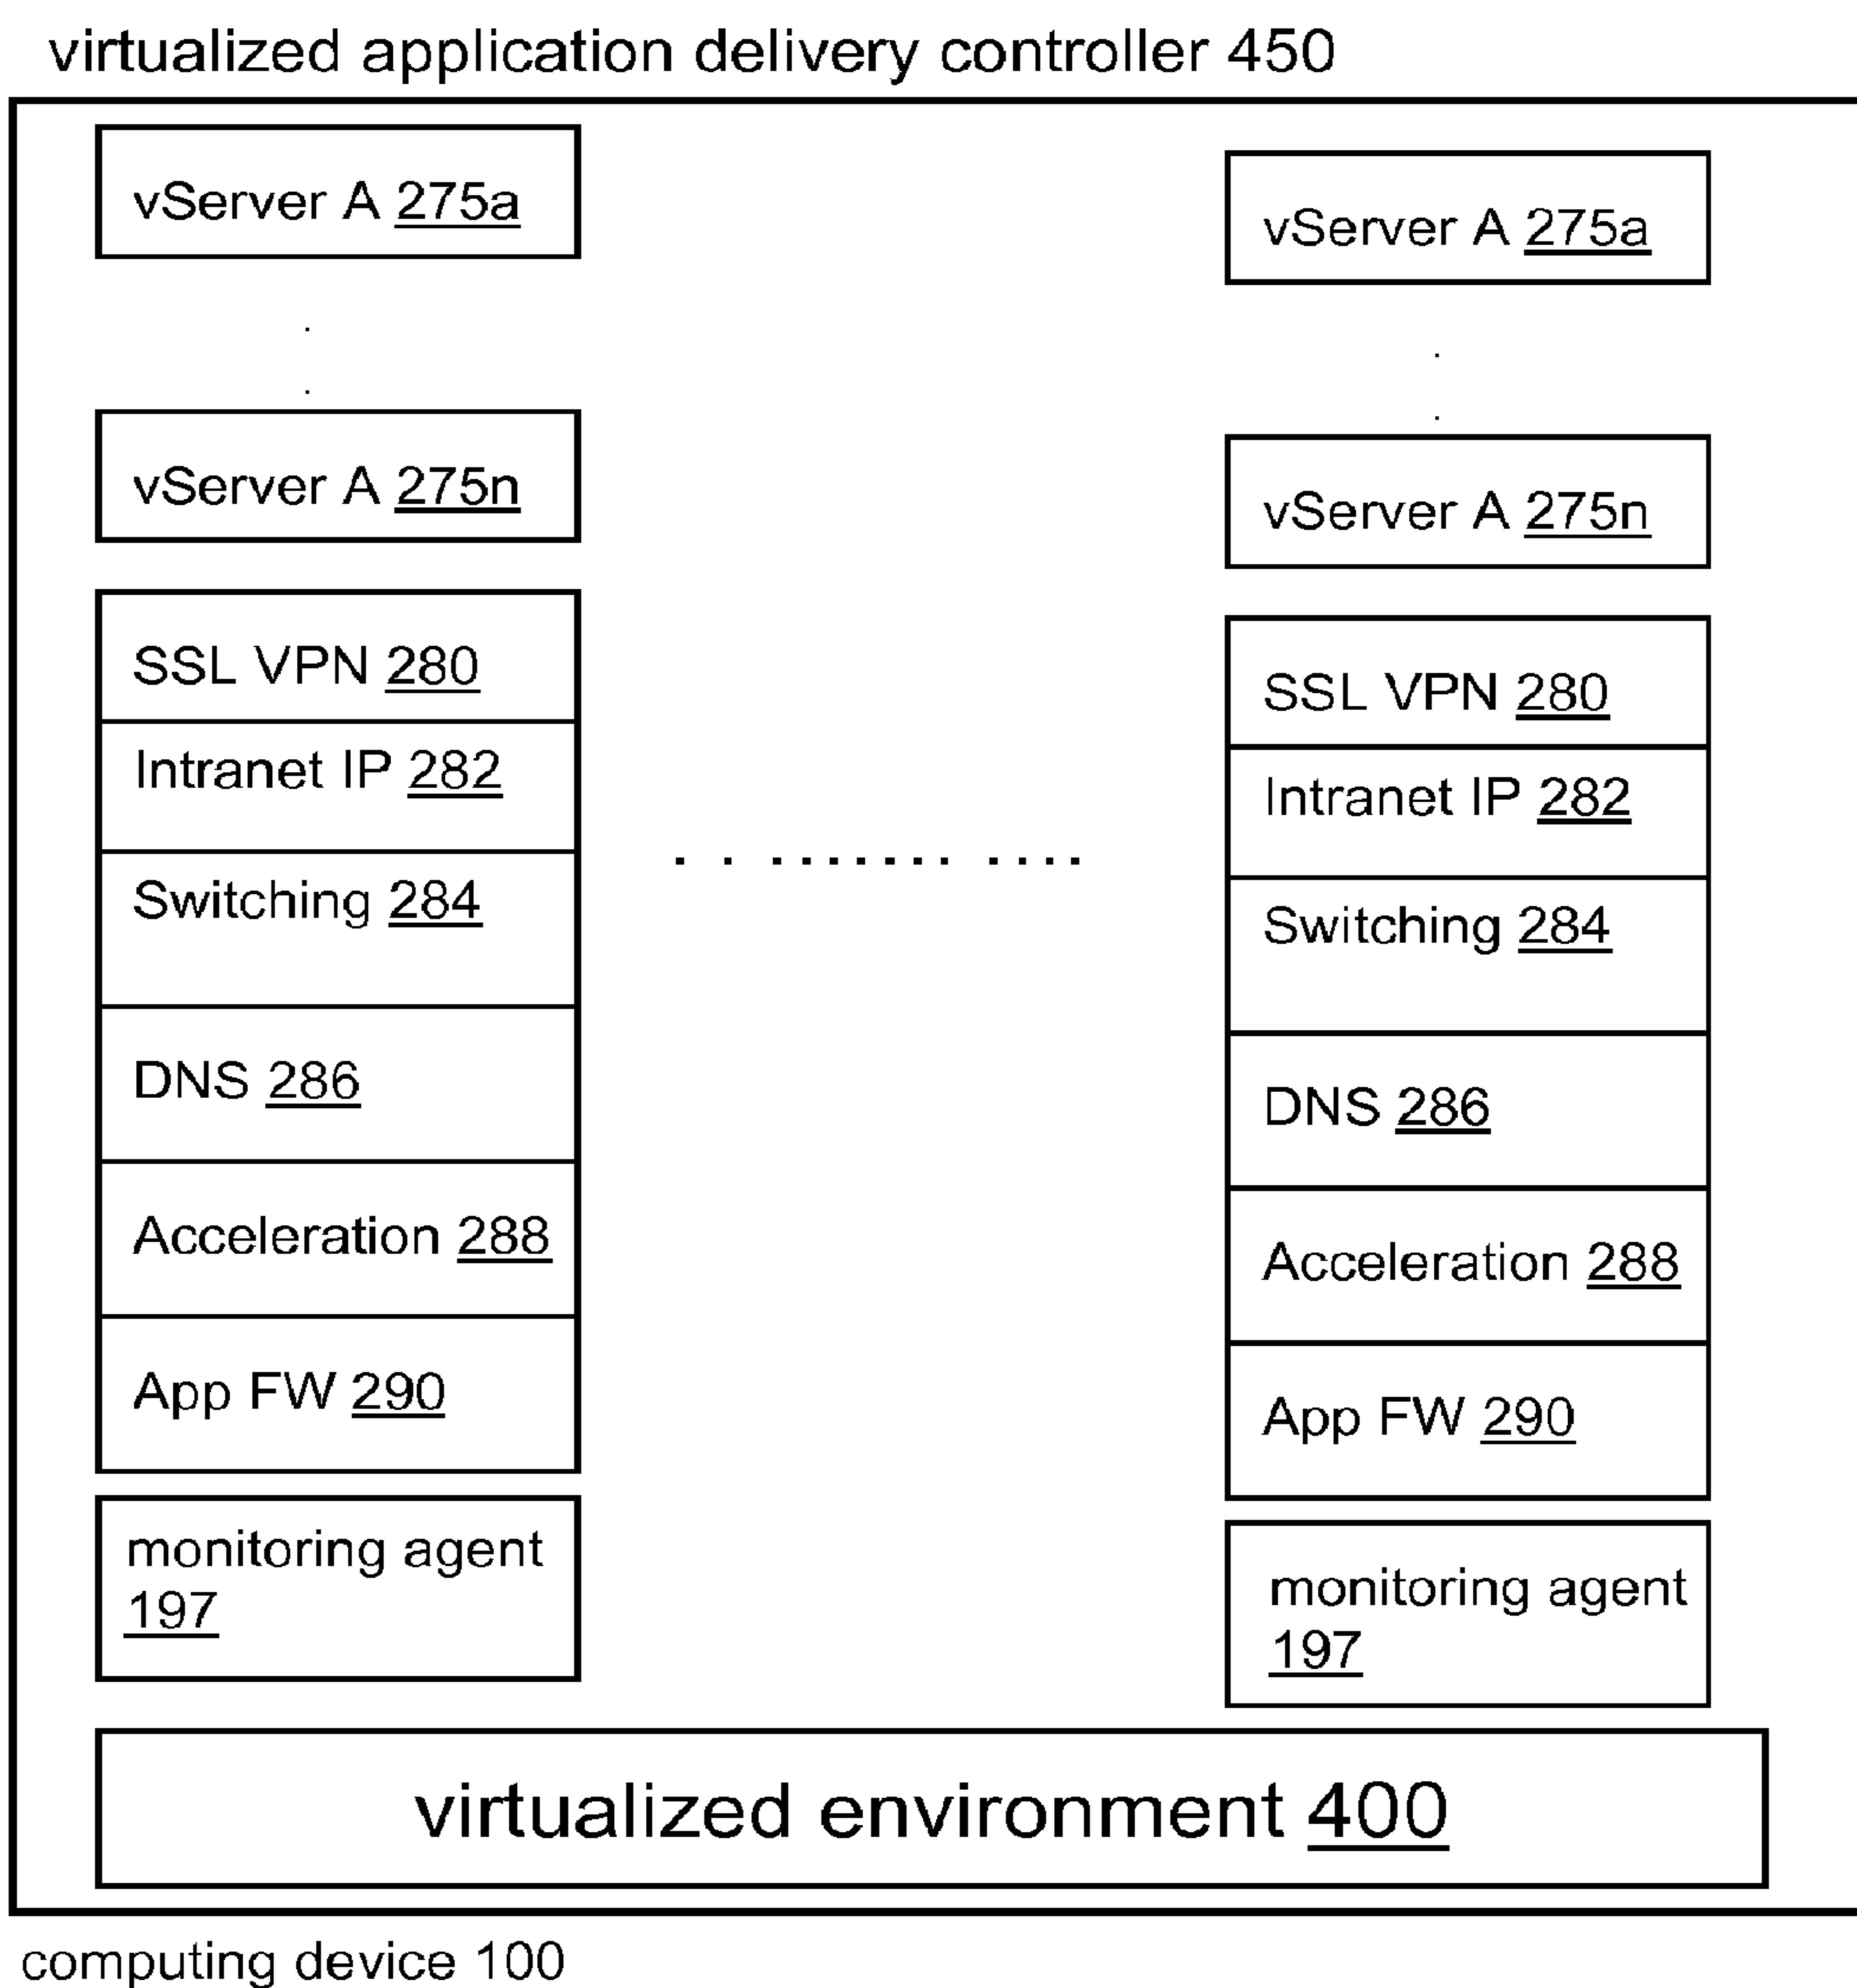 virtualized application delivery controller 450
vServer A 275a
vServer A 275n
SSL VPN 280
Intranet IP 282
Switching 284
DNS 286
Acceleration 288
App FW 290
monitoring agent
197
vServer A 275a
vServer A 275n
SSL VPN 280
Intranet IP 282
Switching 284
DNS 286
Acceleration 288
App FW 290
monitoring agent
197
virtualized environment 400
computing device 100